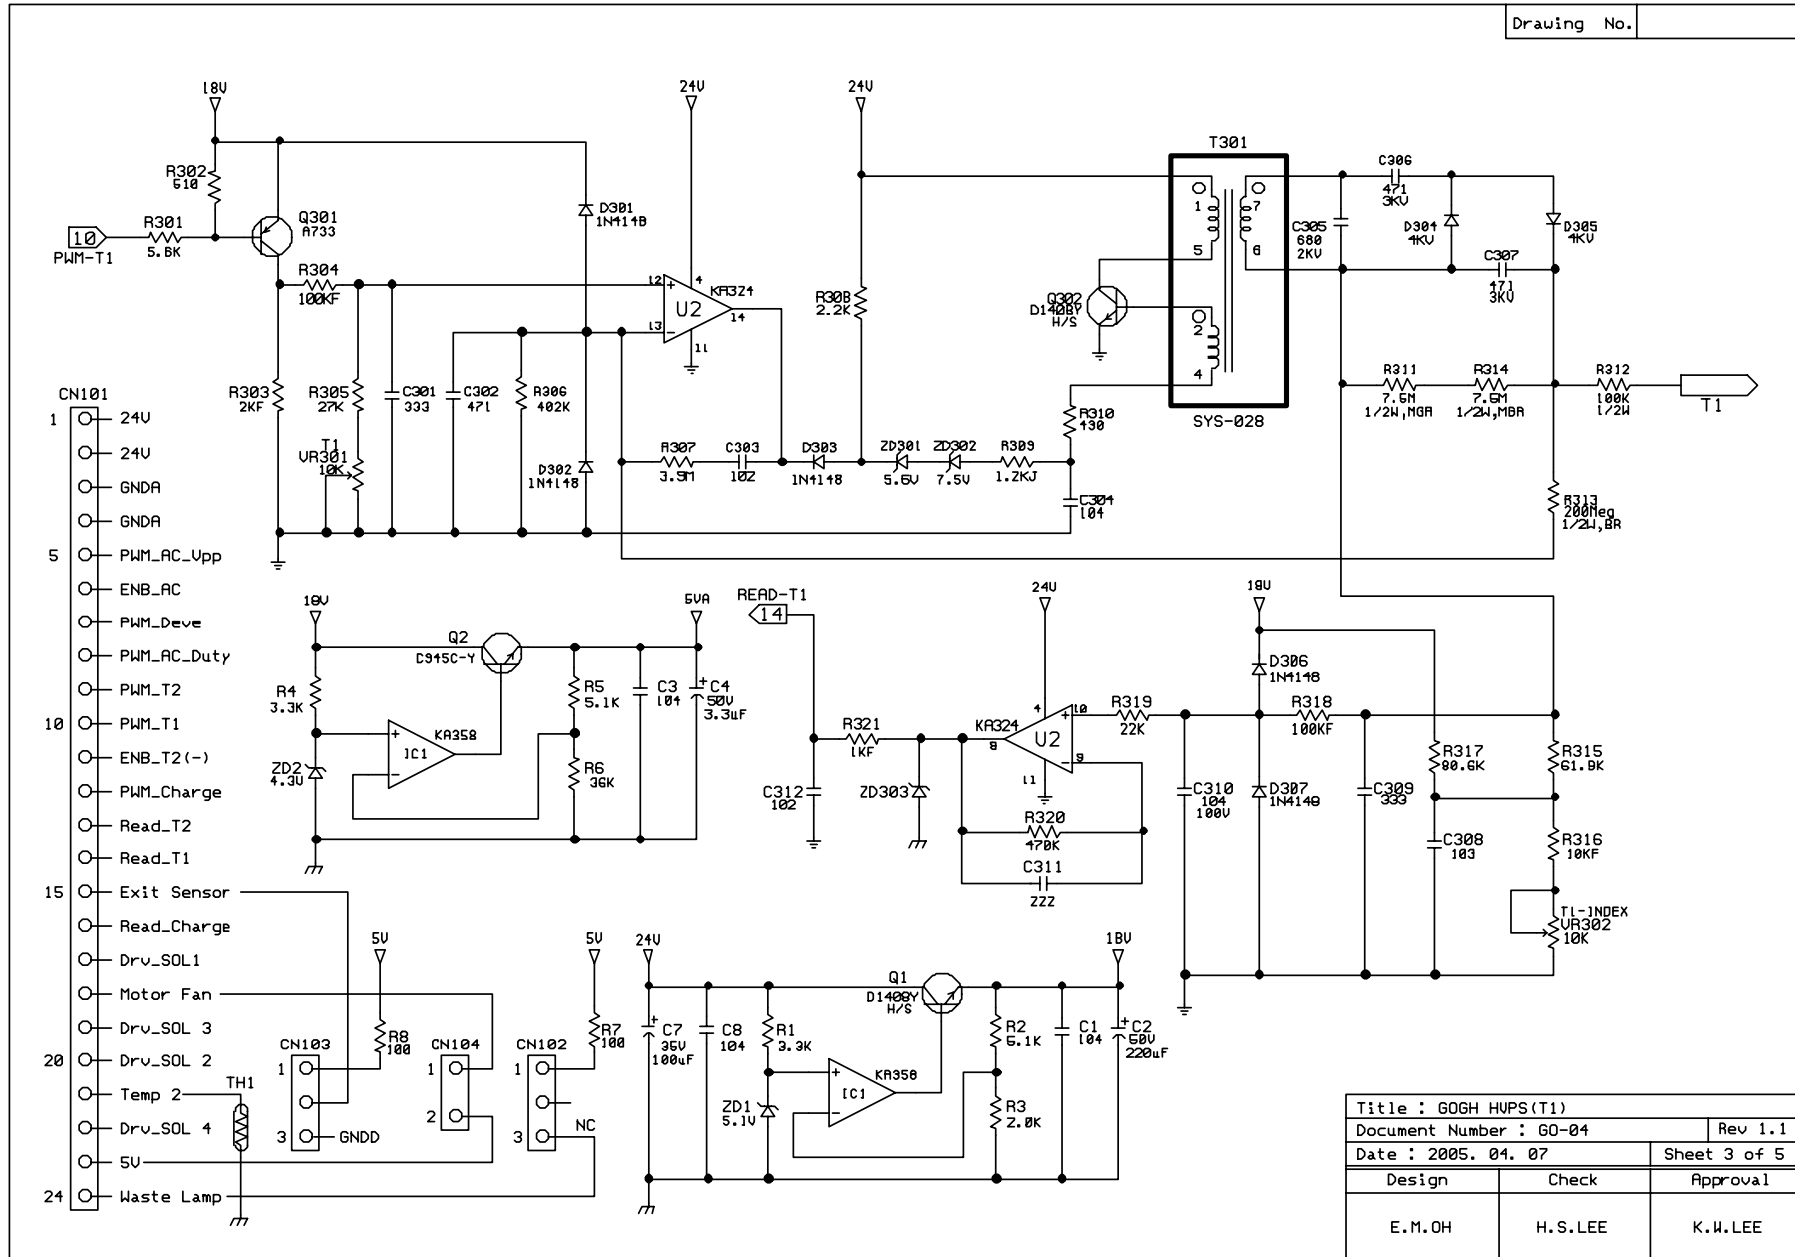 Drawing No.
18V
24V
24V
T301
R302
510
R301
5.6K
10
PWM-T1
Q301
A733
D301
1N4148
R304
100KF
12
+
4
KA324
U2
14
13
-
11
R308
2.2K
1
5
2
4
7
SYS-028
Q302
H/S
C306
471
3KV
C305
680
2KV
D304
4KV
D305
4KV
C307
471
3KV
R303
2KF
R305
27K
C301
333
C302
471
R306
402K
T1
VR301
10K
D302
1N4148
R307
C303
102
D303
1N4148
ZD301
5.6V
ZD302
7.5V
R309
1.2KJ
R310
430
C304
104
R311
7.5M
R314
7.5M
R312
100K
1/2W
T1
R313
200Meg
1/2W,BR
CN101
1
24V
24V
GNDA
GNDA
5
PWM_AC_Vpp
ENB_AC
PWM_Deve
PWM_AC_Duty
PWM_T2
10
PWM_T1
ENB_T2(-)
PWM_Charge
Read_T2
Read_T1
15
Exit Sensor
Read_Charge
Drv_SOL1
Motor Fan
Drv_SOL 3
20
Drv_SOL 2
Temp 2
Drv_SOL 4
5V
24
Waste Lamp
18V
5VA
Q2
C945C-Y
R4
3.3K
ZD2
4.3V
+
-
IC1
KA358
R5
5.1K
R6
36K
C3
104
+
C4
50V
3.3uF
READ-T1
14
24V
18V
R321
1KF
C312
102
ZD303
KA324
U2
4
8
10
+
9
-
11
R319
22K
R320
470K
C311
222
D306
1N4148
D307
1N4148
R318
100KF
C310
104
100V
C309
333
R317
80.6K
C308
103
R315
61.9K
R316
10KF
T1-INDEX
VR302
10K
5V
R8
100
5V
R7
100
CN103
1
3
GNDD
TH1
CN104
1
2
CN102
1
3
NC
24V
18V
Q1
D1408Y
H/S
+
C7
35V
100uF
C8
104
R1
3.3K
ZD1
5.1V
+
-
IC1
KA358
R2
5.1K
R3
2.0K
C1
104
+
C2
50V
220uF
Title : GOGH HVPS(T1)
Document Number : GO-04
Rev 1.1
Date : 2005. 04. 07
Sheet 3 of 5
Design
Check
Approval
E.M.OH
H.S.LEE
K.W.LEE